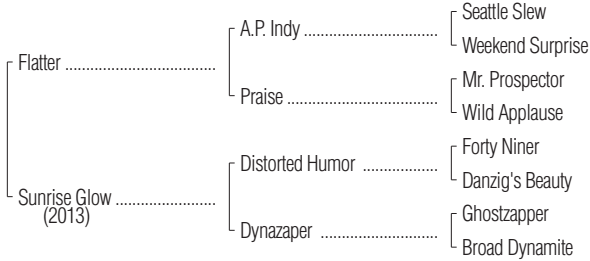 Seattle Slew
A.P. Indy
Weekend Surprise
Flatter
Mr. Prospector
Praise
Wild Applause
Forty Niner
Distorted Humor
Danzig's Beauty
Sunrise Glow
(2013)
Ghostzapper
Dynazaper
Broad Dynamite